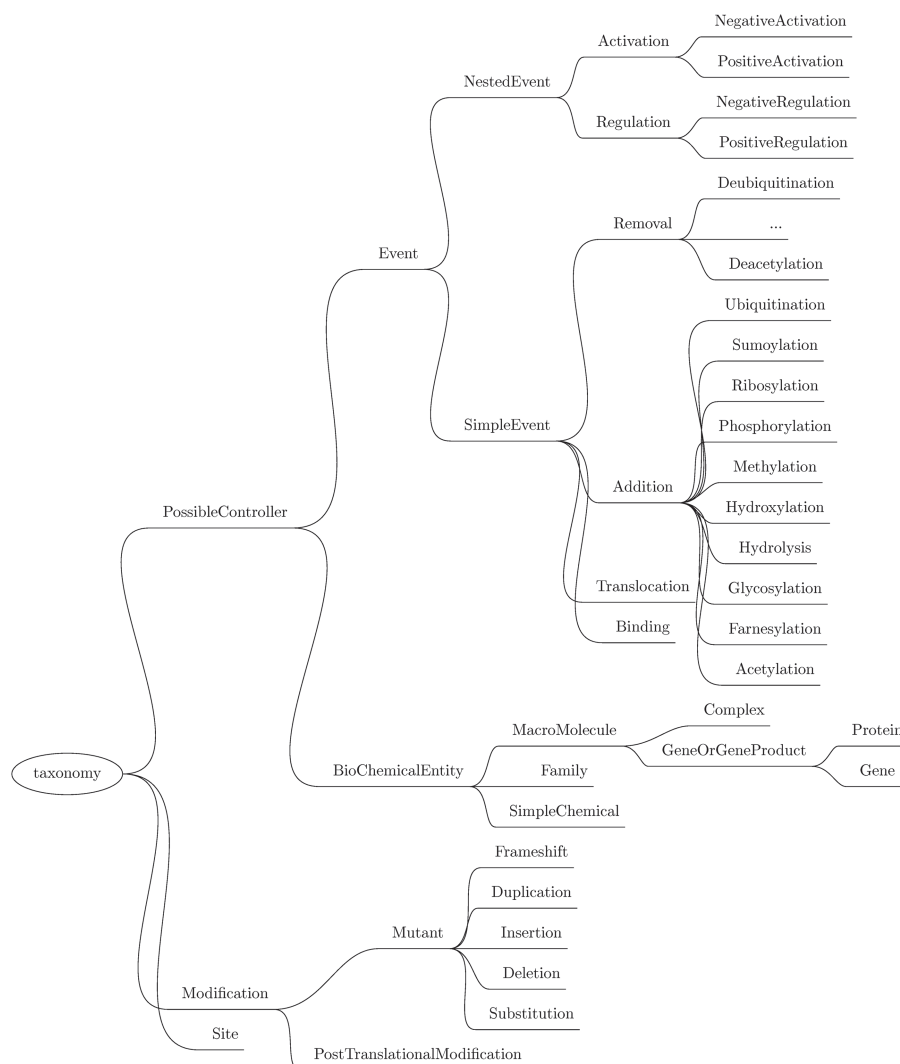 NegativeActivation
Activation
PositiveActivation
NestedEvent
NegativeRegulation
Regulation
PositiveRegulation
Deubiquitination
Removal
...
Event
Deacetylation
Ubiquitination
Sumoylation
Ribosylation
SimpleEvent
Phosphorylation
Methylation
Addition
Hydroxylation
PossibleController
Hydrolysis
Translocation
Glycosylation
Binding
Farnesylation
Acetylation
Complex
MacroMolecule
Protein
GeneOrGeneProduct
taxonomy
BioChemicalEntity
Family
Gene
SimpleChemical
Frameshift
Duplication
Mutant
Insertion
Deletion
Modification
Substitution
Site
PostTranslationalModification